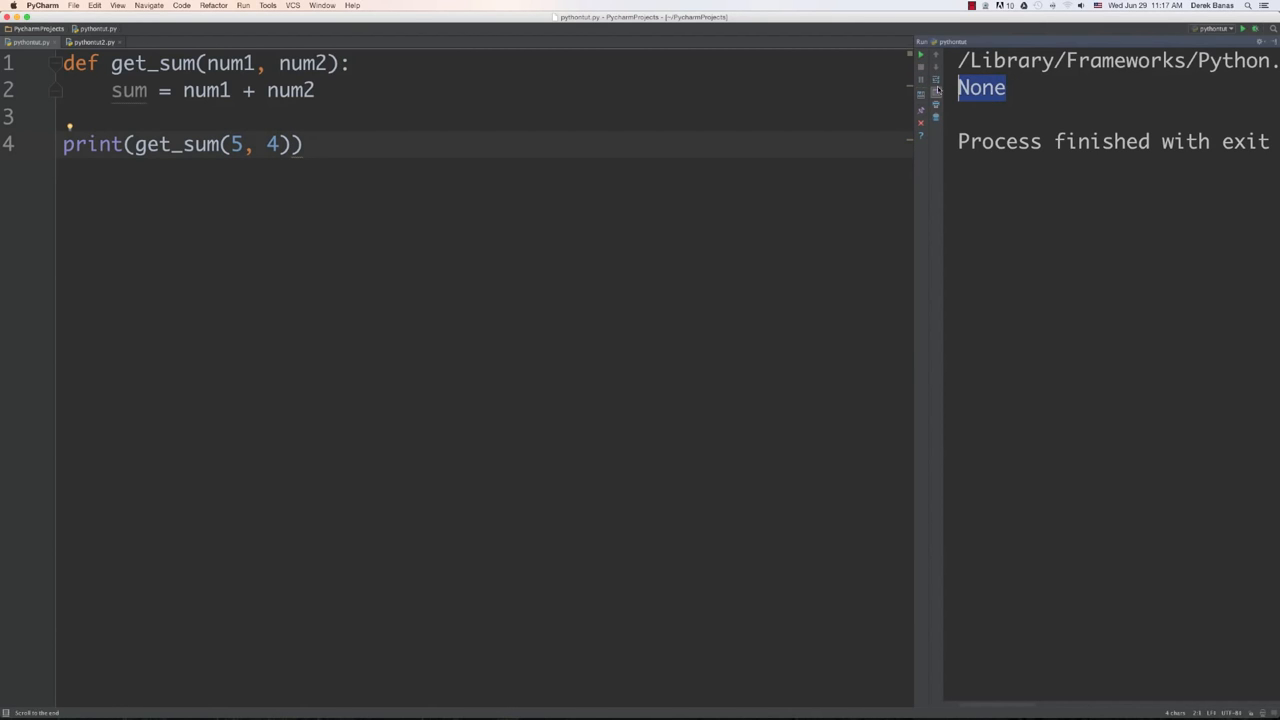 PyCharm File Edit View Navigate Code Refactor Run Tools VCS Window Help
10 Wed Jun 29 11:17 AM Derek Banas
pythontut.py - PycharmProjects - [~/PycharmProjects]
PycharmProjects pythontut.py
pythontut
pythontut.py pythontut2.py
Run pythontut
1 def get_sum(num1, num2):
2 sum = num1 + num2
3
4 print(get_sum(5, 4))
/Library/Frameworks/Python.
None
Process finished with exit
?
Scroll to the end
4 chars 2:1 LF÷ UTF-8÷